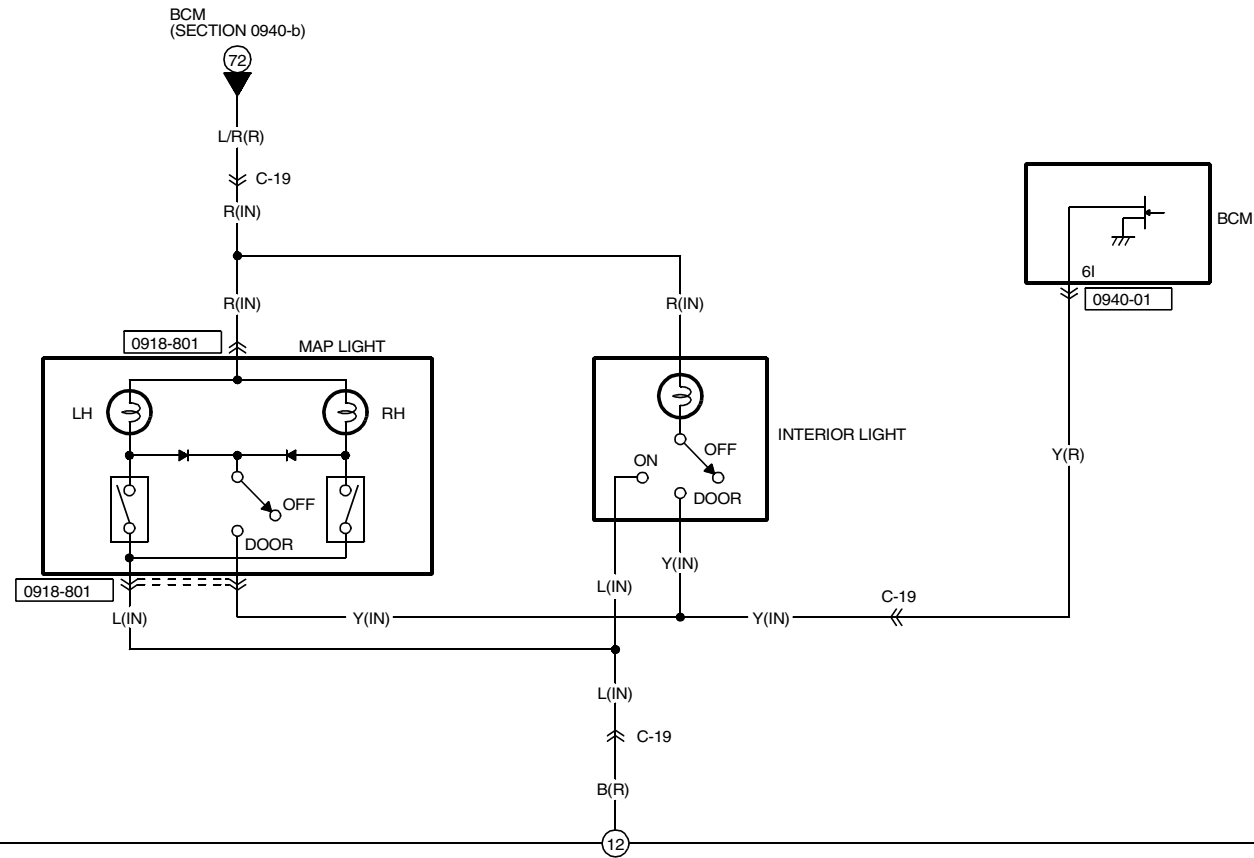 BCM
(SECTION 0940-b)
72
L/R(R)
C-19
R(IN)
BCM
6I
0940-01
R(IN)
R(IN)
0918-801
MAP LIGHT
LH
RH
INTERIOR LIGHT
OFF
ON
DOOR
Y(R)
OFF
DOOR
0918-801
Y(IN)
L(IN)
C-19
L(IN)
Y(IN)
Y(IN)
L(IN)
C-19
B(R)
12